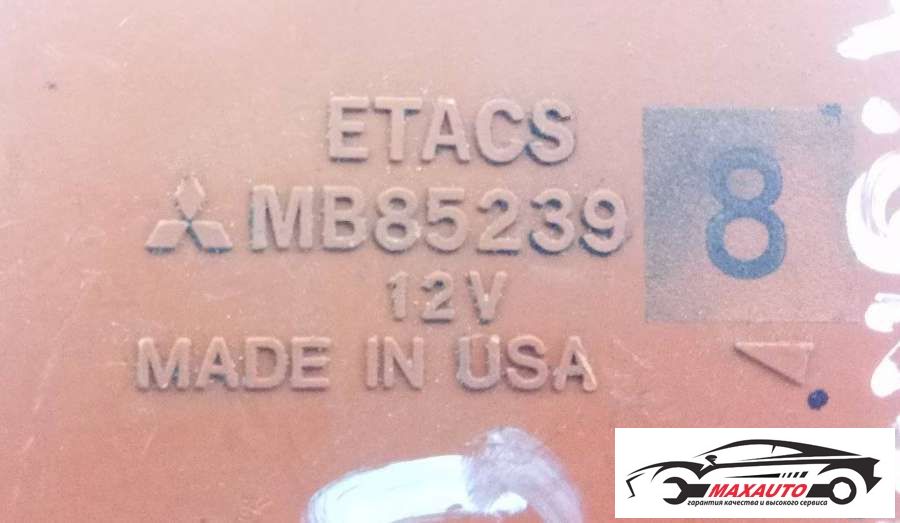 ETACS
MB85239 8
12V
MADE IN USA
MAXAUTO
гарантия качества и высокого сервиса